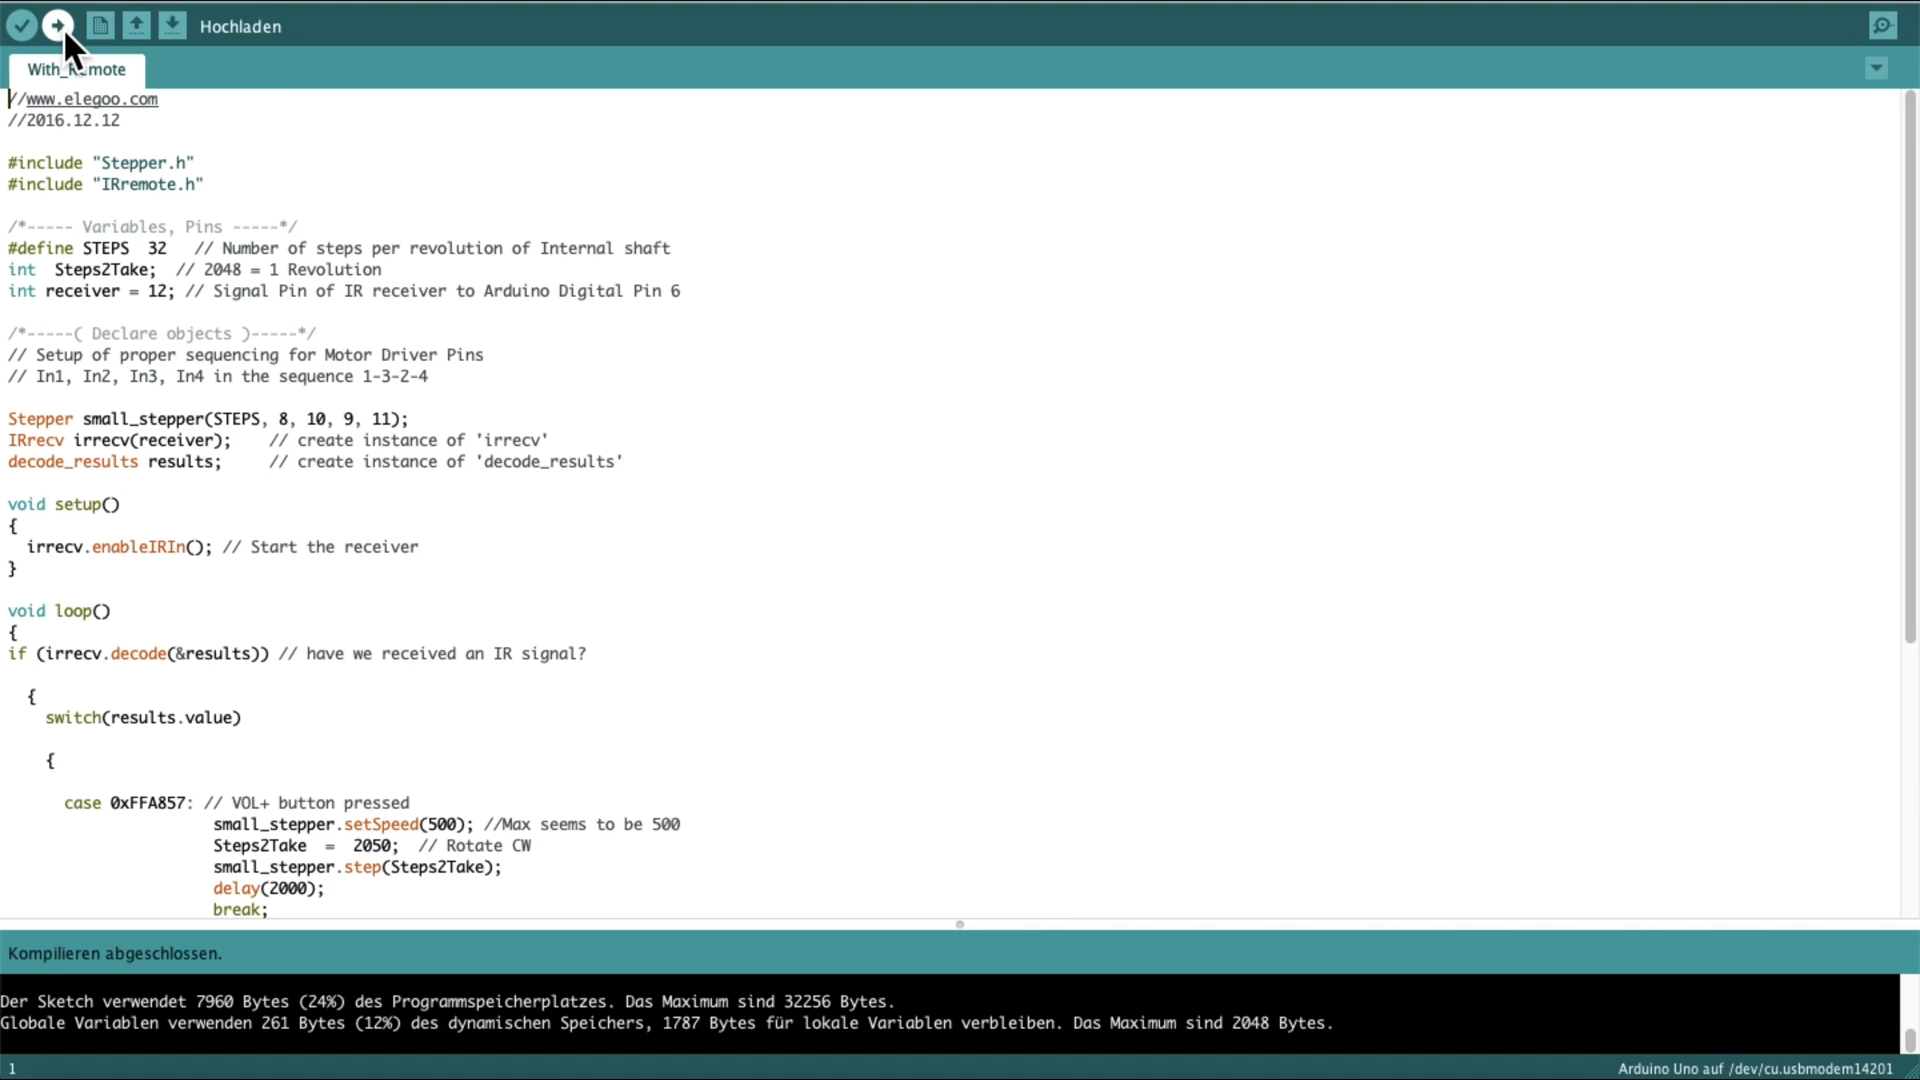 Hochladen
With_Remote
//www.elegoo.com
//2016.12.12
#include "Stepper.h"
#include "IRremote.h"
/*----- Variables, Pins -----*/
#define STEPS  32   // Number of steps per revolution of Internal shaft
int  Steps2Take;  // 2048 = 1 Revolution
int receiver = 12; // Signal Pin of IR receiver to Arduino Digital Pin 6
/*-----( Declare objects )-----*/
// Setup of proper sequencing for Motor Driver Pins
// In1, In2, In3, In4 in the sequence 1-3-2-4
Stepper small_stepper(STEPS, 8, 10, 9, 11);
IRrecv irrecv(receiver);    // create instance of 'irrecv'
decode_results results;     // create instance of 'decode_results'
void setup()
{
irrecv.enableIRIn(); // Start the receiver
}
void loop()
{
if (irrecv.decode(&results)) // have we received an IR signal?
{
switch(results.value)
{
case 0xFFA857: // VOL+ button pressed
small_stepper.setSpeed(500); //Max seems to be 500
Steps2Take  =  2050;  // Rotate CW
small_stepper.step(Steps2Take);
delay(2000);
break;
Kompilieren abgeschlossen.
Der Sketch verwendet 7960 Bytes (24%) des Programmspeicherplatzes. Das Maximum sind 32256 Bytes.
Globale Variablen verwenden 261 Bytes (12%) des dynamischen Speichers, 1787 Bytes für lokale Variablen verbleiben. Das Maximum sind 2048 Bytes.
1
Arduino Uno auf /dev/cu.usbmodem14201